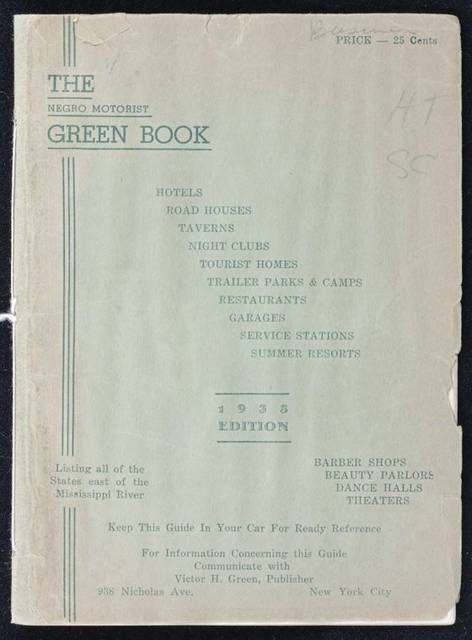 PRICE — 25 Cents
HT
SC
THE
NEGRO MOTORIST
GREEN BOOK
HOTELS
ROAD HOUSES
TAVERNS
NIGHT CLUBS
TOURIST HOMES
TRAILER PARKS & CAMPS
RESTAURANTS
GARAGES
SERVICE STATIONS
SUMMER RESORTS
1938
EDITION
Listing all of the
States east of the
Mississippi River
BARBER SHOPS
BEAUTY PARLORS
DANCE HALLS
THEATERS
Keep This Guide In Your Car For Ready Reference
For Information Concerning this Guide
Communicate with
Victor H. Green, Publisher
938 Nicholas Ave. New York City